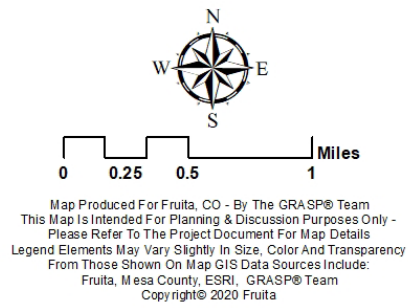 N
W E
S
Miles
0 0.25 0.5 1
Map Produced For Fruita, CO - By The GRASP® Team
This Map Is Intended For Planning & Discussion Purposes Only -
Please Refer To The Project Document For Map Details
Legend Elements May Vary Slightly In Size, Color And Transparency
From Those Shown On Map GIS Data Sources Include:
Fruita, Mesa County, ESRI, GRASP® Team
Copyright© 2020 Fruita